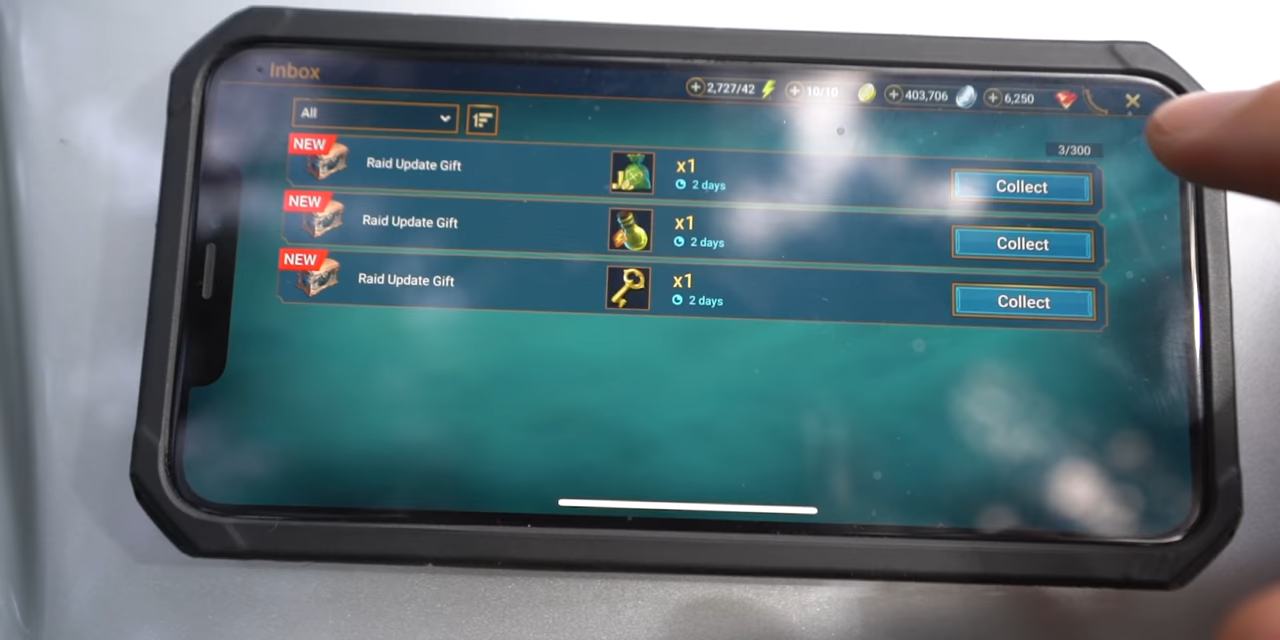 Inbox
2,727/42
10/10
403,706
6,250
All
3/300
NEW
Raid Update Gift
x1
2 days
Collect
NEW
Raid Update Gift
x1
2 days
Collect
NEW
Raid Update Gift
x1
2 days
Collect